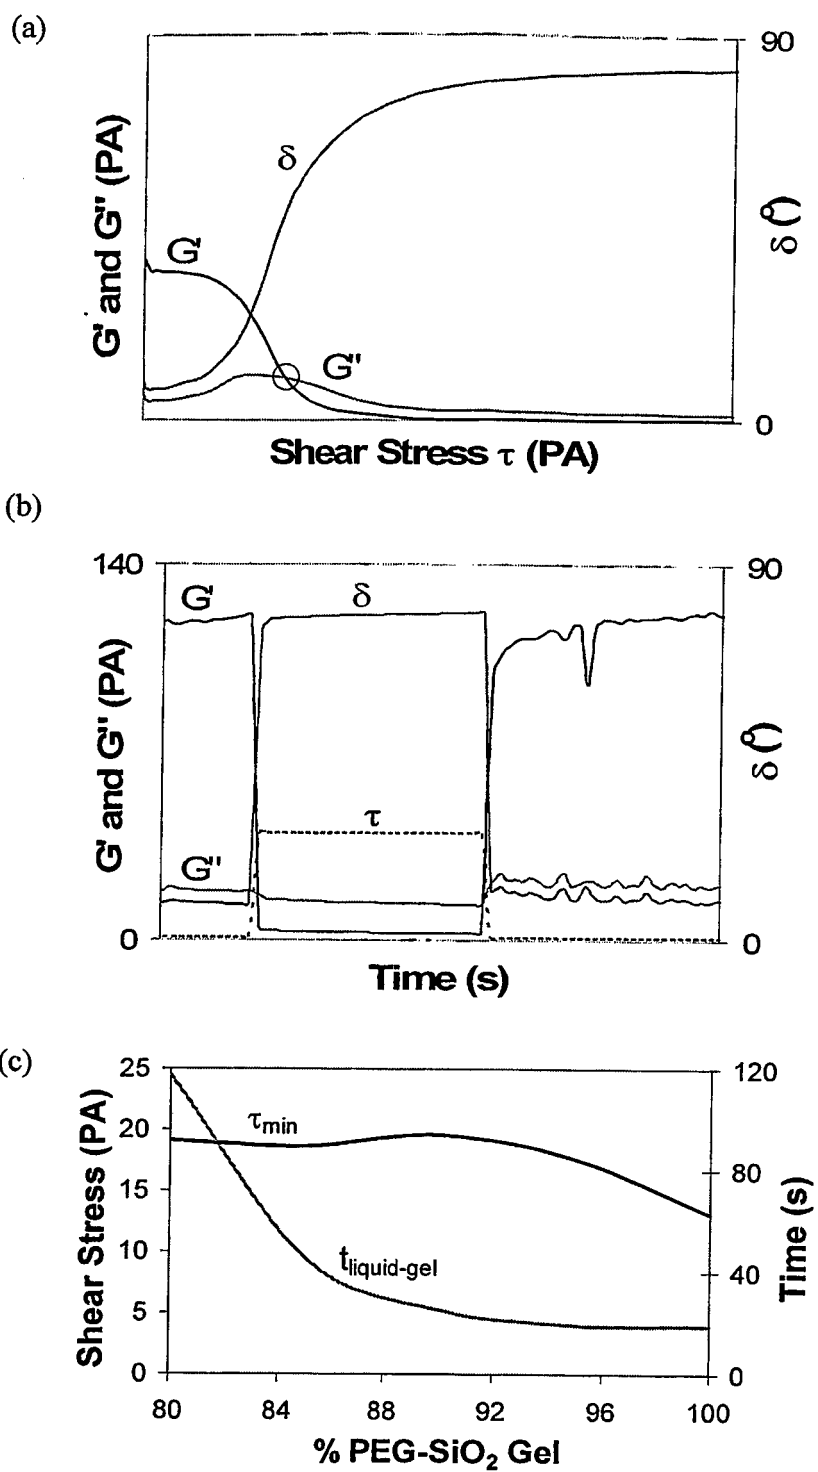 (a)
90
δ
G'
G''
G' and G'' (PA)
δ (°)
0
Shear Stress τ (PA)
(b)
140
90
G'
δ
τ
G''
G' and G'' (PA)
δ (°)
0
0
Time (s)
(c)
25
20
15
10
5
0
120
80
40
0
τmin
tliquid-gel
Shear Stress (PA)
Time (s)
80 84 88 92 96 100
% PEG-SiO2 Gel